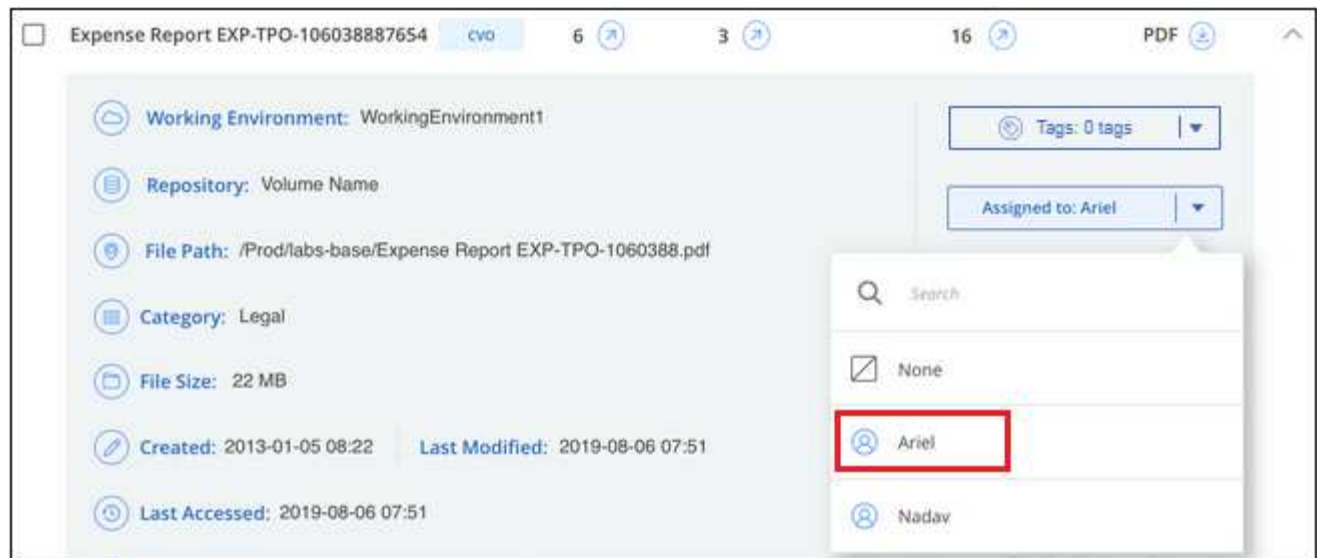 Expense Report EXP-TPO-106038887654 CVO 6 3 16 PDF
Working Environment: WorkingEnvironment1
Tags: 0 tags
Repository: Volume Name
Assigned to: Ariel
File Path: /Prod/labs-base/Expense Report EXP-TPO-1060388.pdf
Search
Category: Legal
None
File Size: 22 MB
Ariel
Created: 2013-01-05 08:22 Last Modified: 2019-08-06 07:51
Last Accessed: 2019-08-06 07:51
Nadav